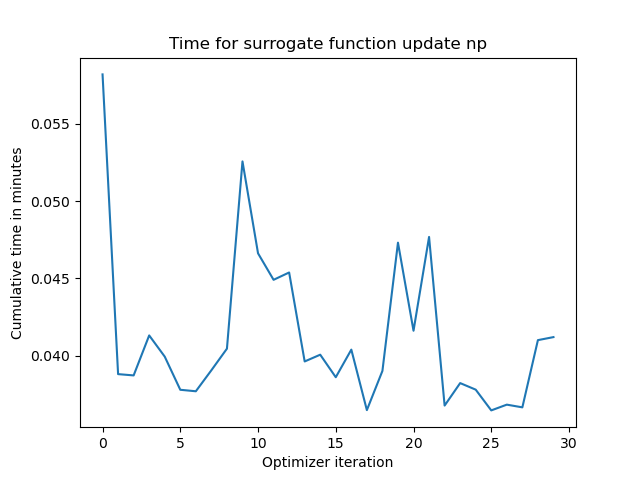 Time for surrogate function update np
Cumulative time in minutes
0.055
0.050
0.045
0.040
0 5 10 15 20 25 30
Optimizer iteration